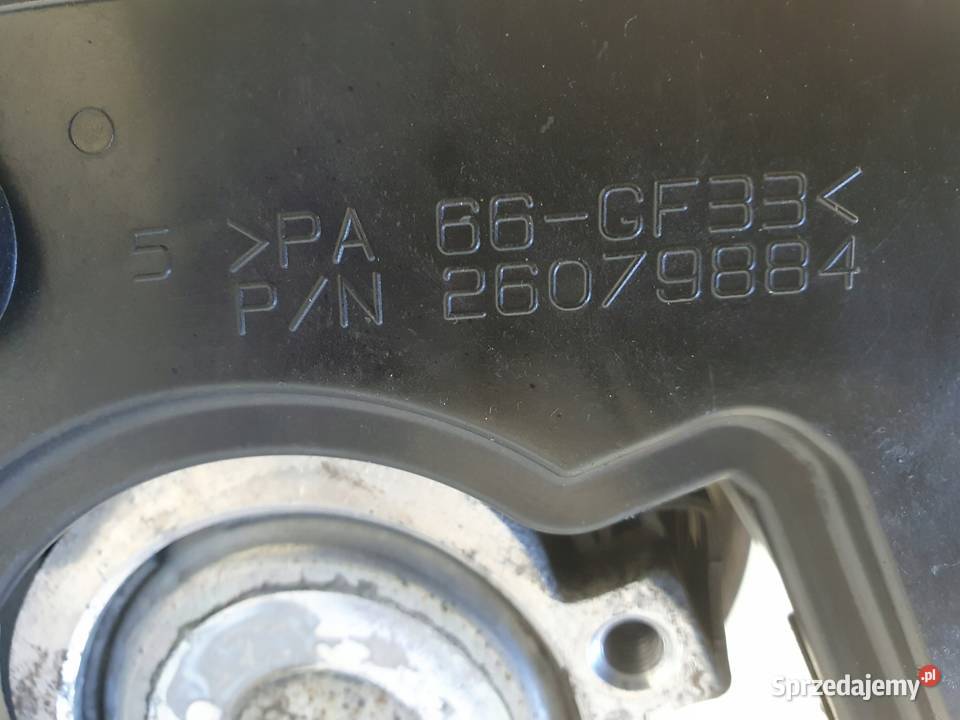 5 >PA 66-GF33<
P/N 26079884
Sprzedajemy.pl